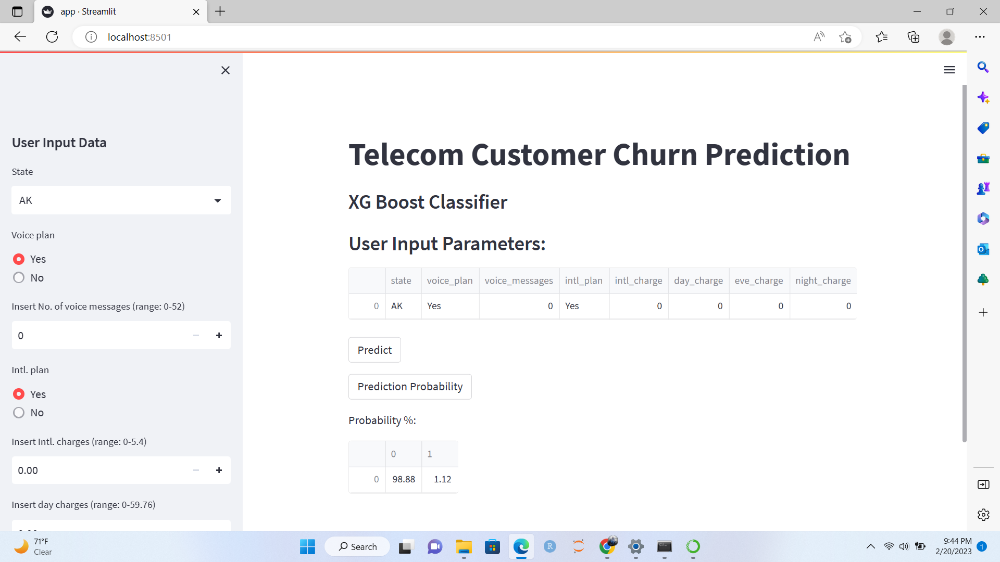 app · Streamlit
localhost:8501
User Input Data
State
AK
Voice plan
Yes
No
Insert No. of voice messages (range: 0-52)
0
Intl. plan
Yes
No
Insert Intl. charges (range: 0-5.4)
0.00
Insert day charges (range: 0-59.76)
Telecom Customer Churn Prediction
XG Boost Classifier
User Input Parameters:
state voice_plan voice_messages intl_plan intl_charge day_charge eve_charge night_charge
0 AK Yes 0 Yes 0 0 0 0
Predict
Prediction Probability
Probability %:
0 1
0 98.88 1.12
71°F
Clear
Search
9:44 PM
2/20/2023
1